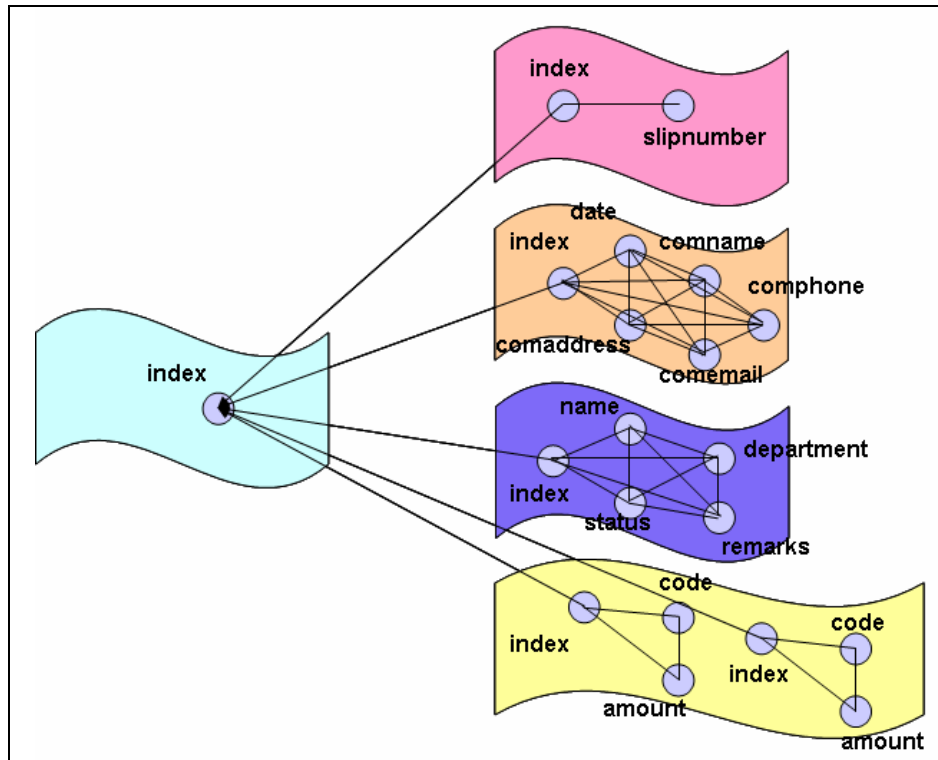 index
slipnumber
date
index
comname
comphone
comaddress
comemail
index
name
department
index
status
remarks
code
index
amount
code
index
amount